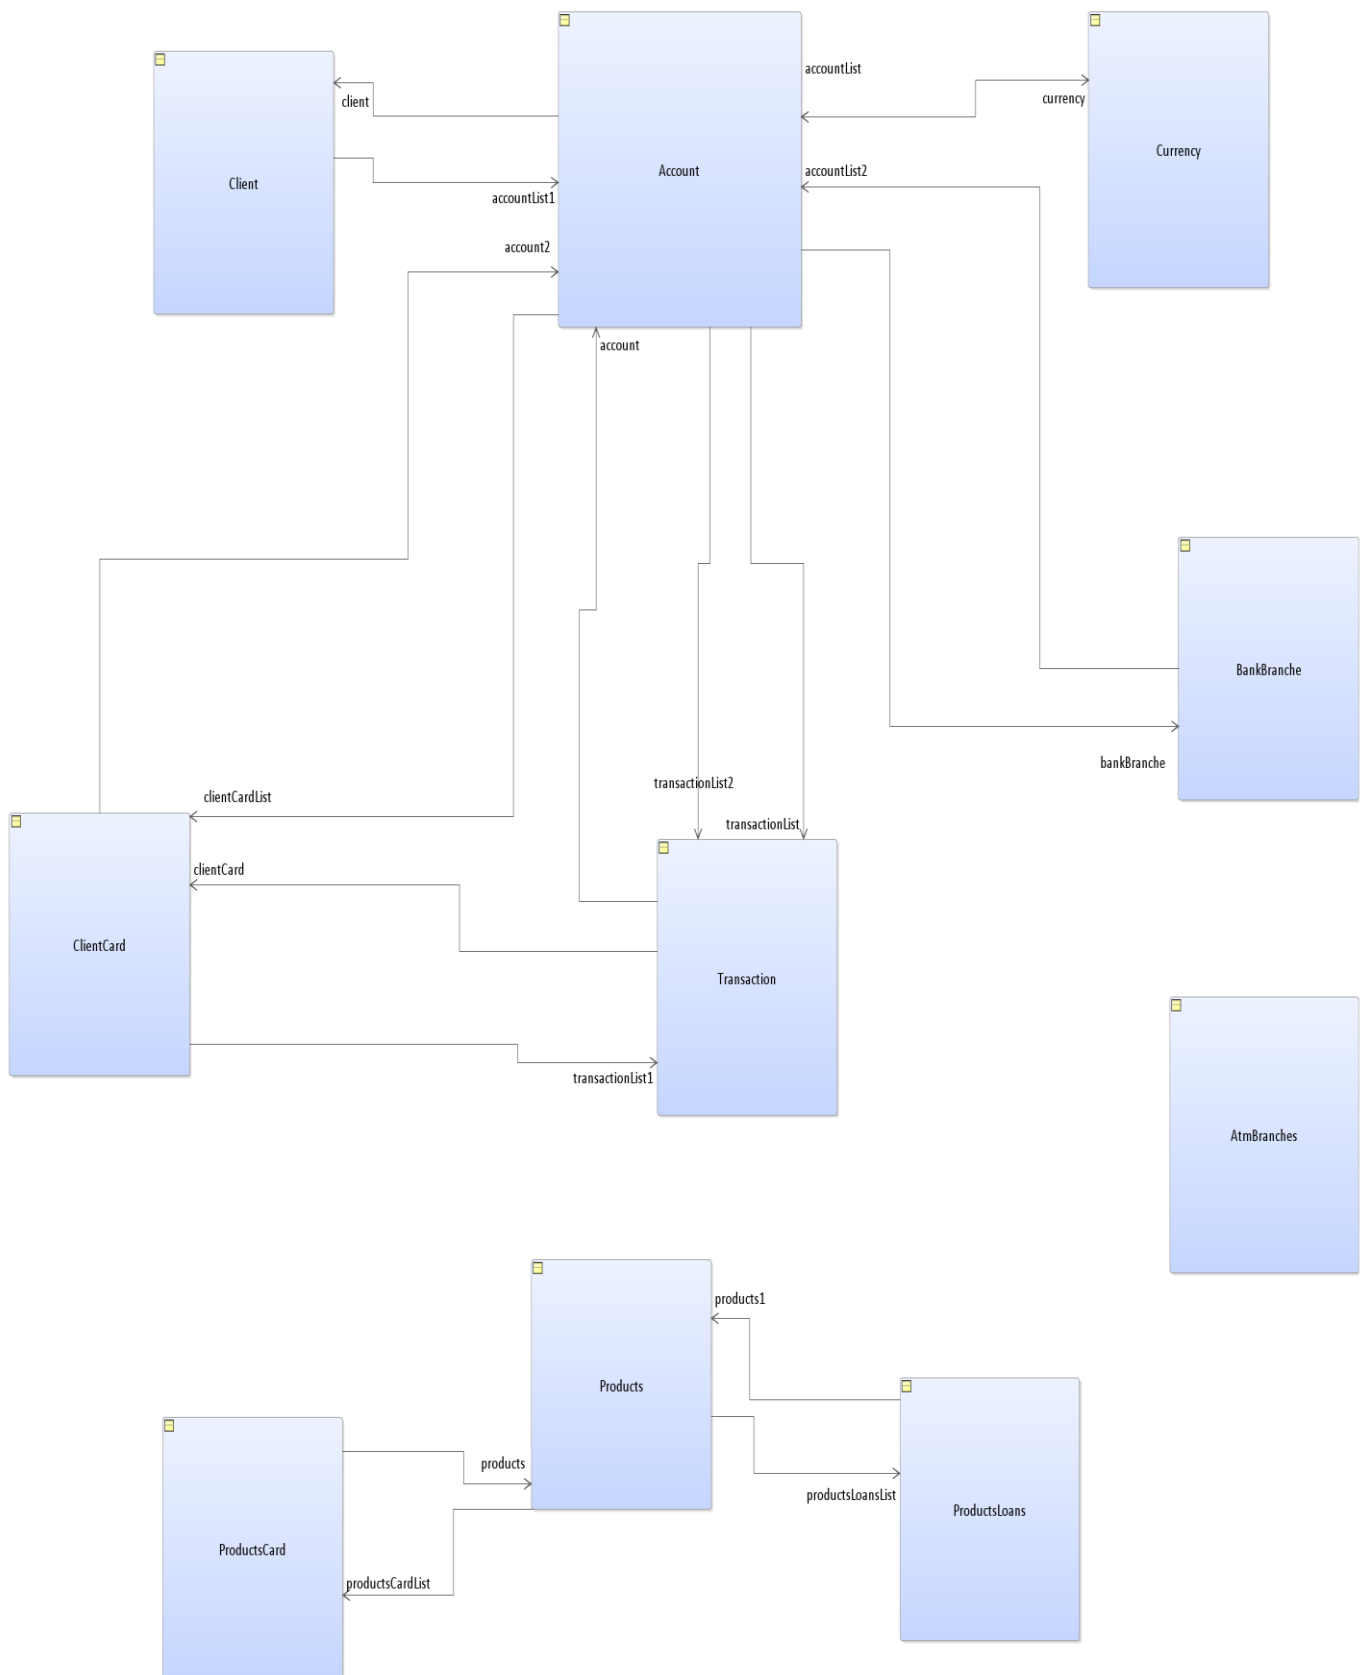 accountList
client
currency
Account
Currency
accountList2
Client
accountList1
account2
account
BankBranche
bankBranche
transactionList2
clientCardList
transactionList
clientCard
ClientCard
Transaction
transactionList1
AtmBranches
products1
Products
products
productsLoansList
ProductsLoans
ProductsCard
productsCardList